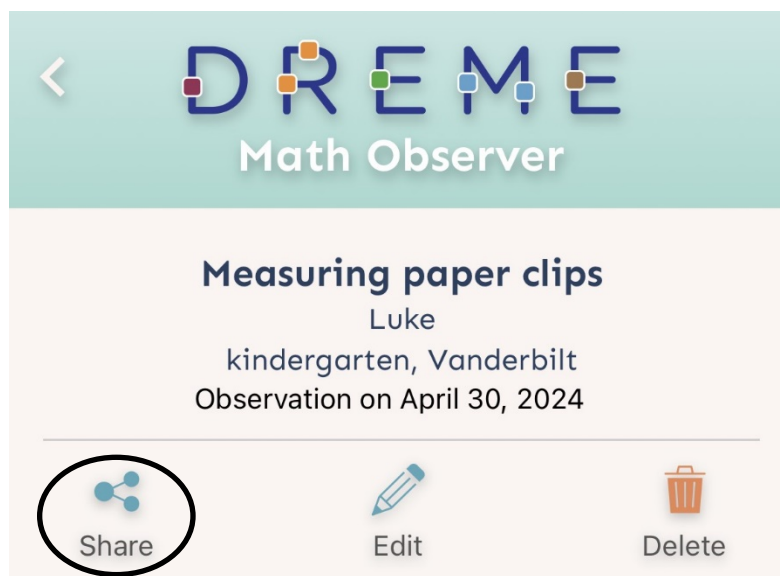 DREME
Math Observer
Measuring paper clips
Luke
kindergarten, Vanderbilt
Observation on April 30, 2024
Share Edit Delete